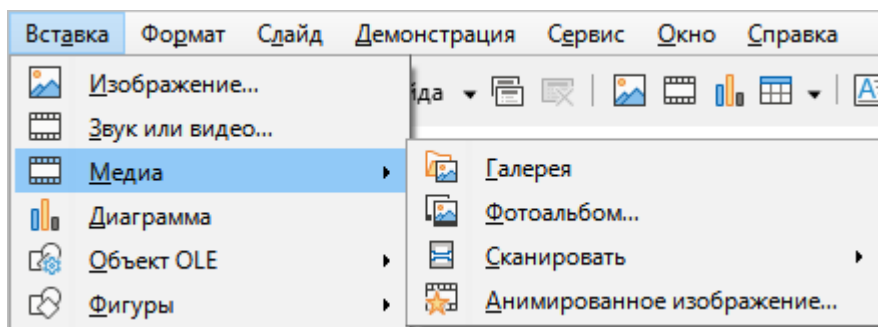 Вставка Формат Слайд Демонстрация Сервис Окно Справка
Изображение...
йда
Звук или видео...
Медиа
Галерея
Диаграмма
Фотоальбом...
Объект OLE
Сканировать
Фигуры
Анимированное изображение...